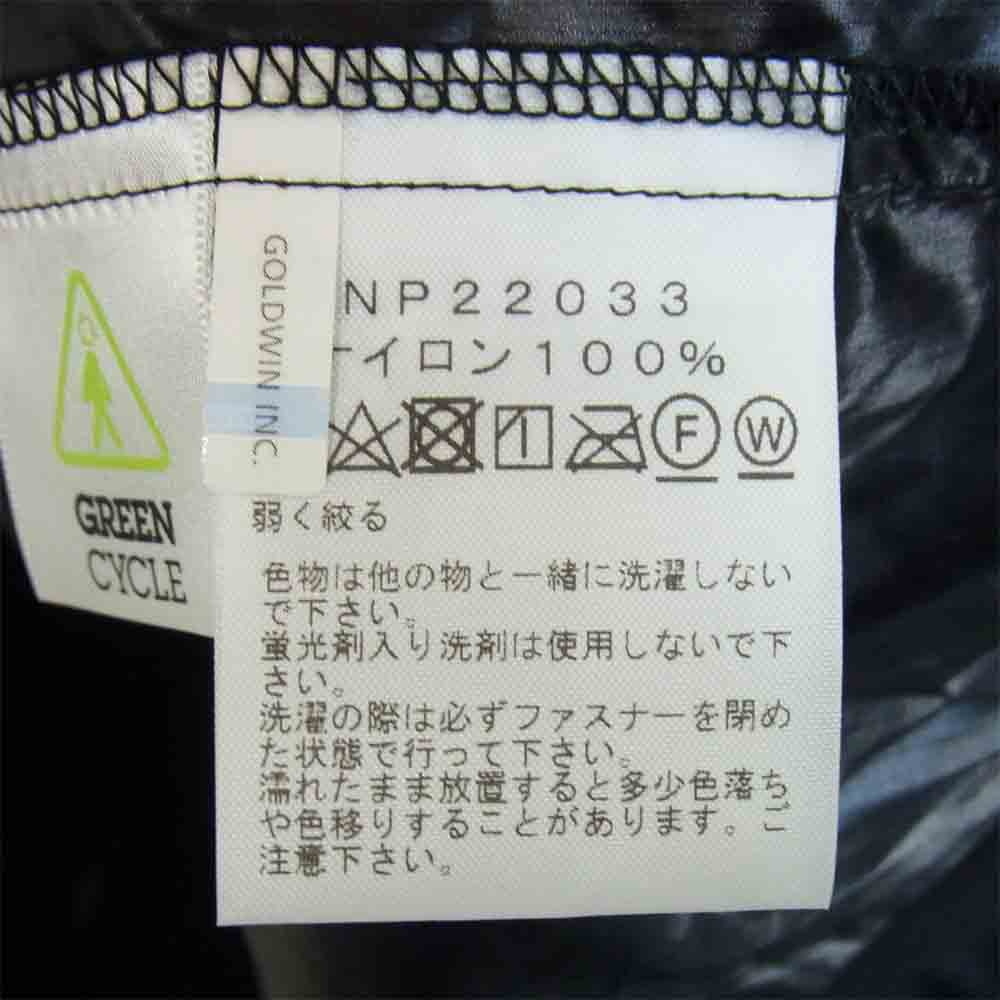 GREEN
CYCLE
GOLDWIN INC.
NP22033
ナイロン100%
F
W
弱く絞る
色物は他の物と一緒に洗濯しない
で下さい。
蛍光剤入り洗剤は使用しないで下
さい。
洗濯の際は必ずファスナーを閉め
た状態で行って下さい。
濡れたまま放置すると多少色落ち
や色移りすることがあります。ご
注意下さい。